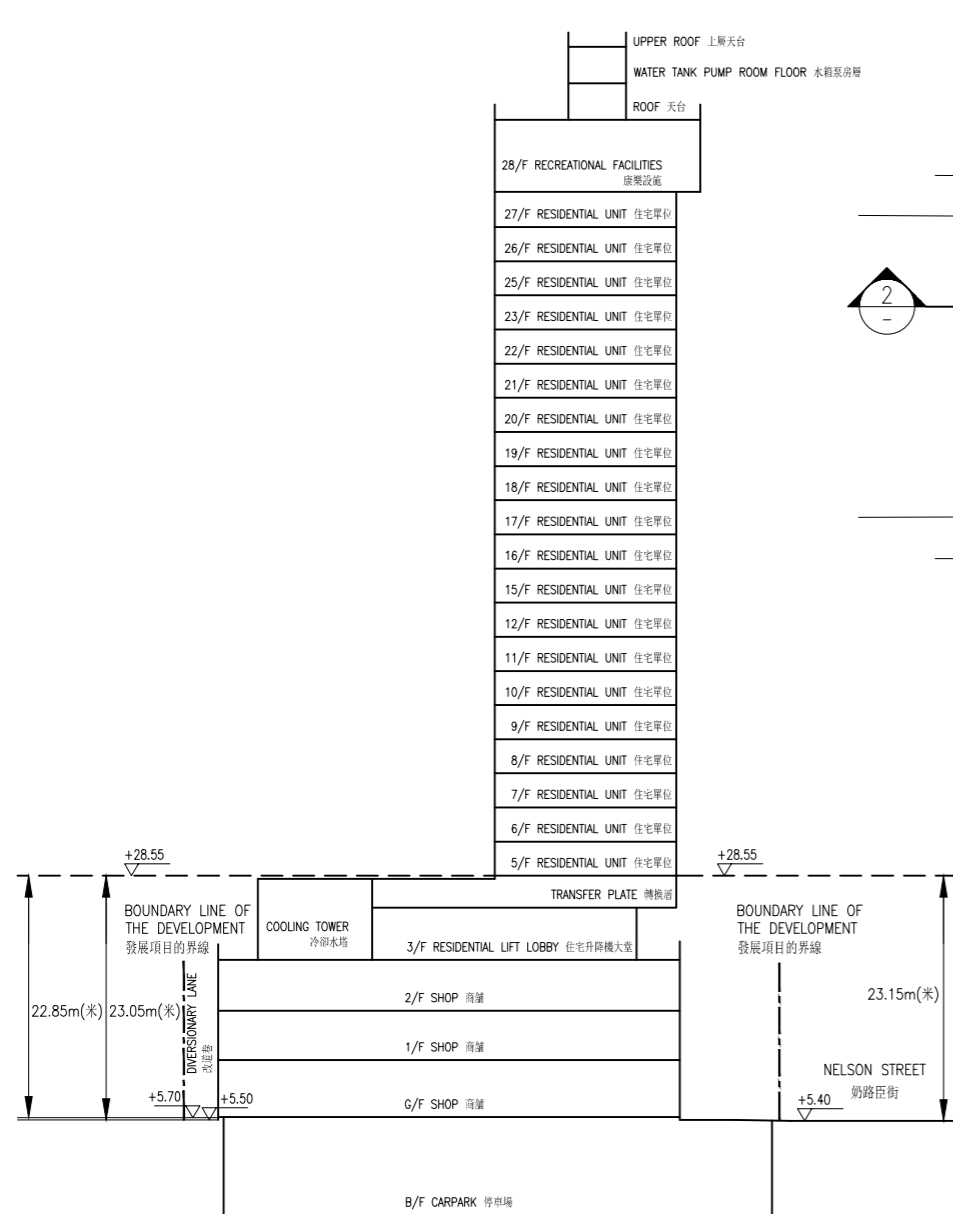 UPPER ROOF 上層天台
WATER TANK PUMP ROOM FLOOR 水箱泵房層
ROOF 天台
28/F RECREATIONAL FACILITIES
康樂設施
27/F RESIDENTIAL UNIT 住宅單位
26/F RESIDENTIAL UNIT 住宅單位
25/F RESIDENTIAL UNIT 住宅單位
23/F RESIDENTIAL UNIT 住宅單位
2
-
22/F RESIDENTIAL UNIT 住宅單位
21/F RESIDENTIAL UNIT 住宅單位
20/F RESIDENTIAL UNIT 住宅單位
19/F RESIDENTIAL UNIT 住宅單位
18/F RESIDENTIAL UNIT 住宅單位
17/F RESIDENTIAL UNIT 住宅單位
16/F RESIDENTIAL UNIT 住宅單位
15/F RESIDENTIAL UNIT 住宅單位
12/F RESIDENTIAL UNIT 住宅單位
11/F RESIDENTIAL UNIT 住宅單位
10/F RESIDENTIAL UNIT 住宅單位
9/F RESIDENTIAL UNIT 住宅單位
8/F RESIDENTIAL UNIT 住宅單位
7/F RESIDENTIAL UNIT 住宅單位
6/F RESIDENTIAL UNIT 住宅單位
5/F RESIDENTIAL UNIT 住宅單位
+28.55
+28.55
TRANSFER PLATE 轉換層
BOUNDARY LINE OF
THE DEVELOPMENT
發展項目的界線
COOLING TOWER
冷卻水塔
3/F RESIDENTIAL LIFT LOBBY 住宅升降機大堂
BOUNDARY LINE OF
THE DEVELOPMENT
發展項目的界線
22.85m(米)
23.05m(米)
DIVERSIONARY LANE
改道巷
2/F SHOP 商舖
23.15m(米)
1/F SHOP 商舖
NELSON STREET
奶路臣街
+5.70
+5.50
G/F SHOP 商舖
+5.40
B/F CARPARK 停車場